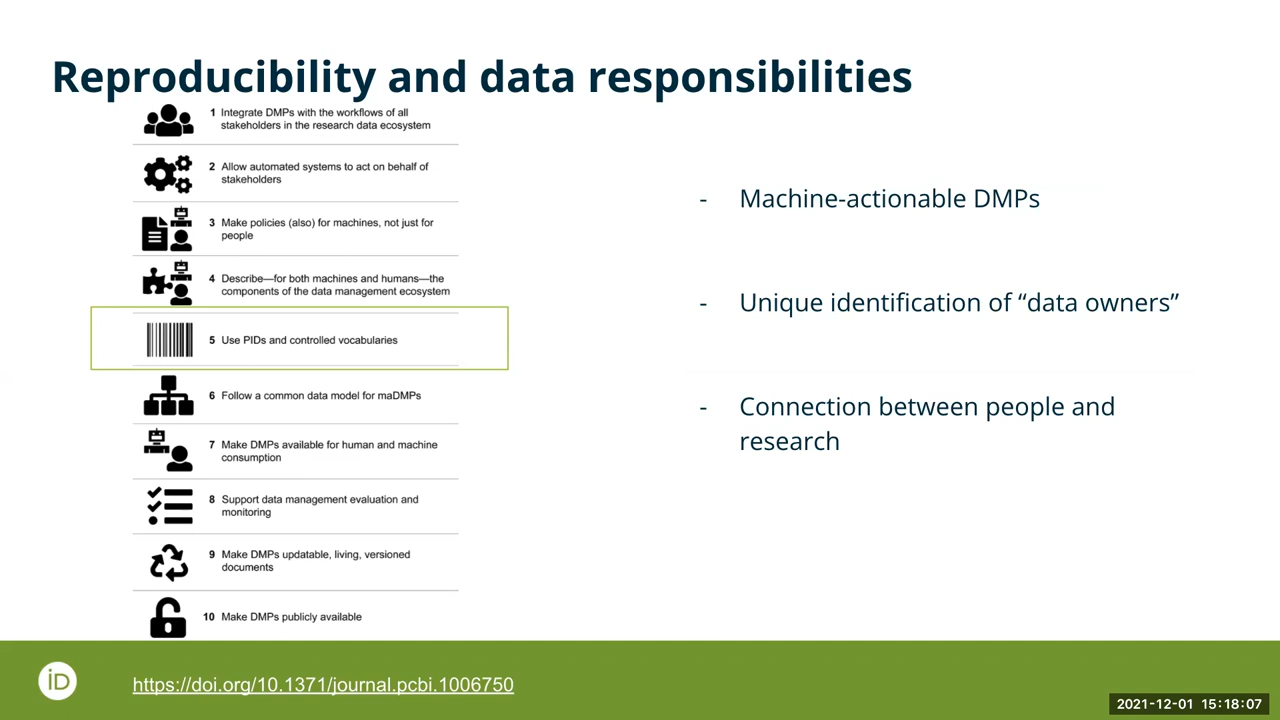 Reproducibility and data responsibilities
1 Integrate DMPs with the workflows of all
stakeholders in the research data ecosystem
2 Allow automated systems to act on behalf of
stakeholders
3 Make policies (also) for machines, not just for
people
4 Describe—for both machines and humans—the
components of the data management ecosystem
5 Use PIDs and controlled vocabularies
6 Follow a common data model for maDMPs
7 Make DMPs available for human and machine
consumption
8 Support data management evaluation and
monitoring
9 Make DMPs updatable, living, versioned
documents
10 Make DMPs publicly available
- Machine-actionable DMPs
- Unique identification of “data owners”
- Connection between people and
research
iD
https://doi.org/10.1371/journal.pcbi.1006750
2021-12-01 15:18:07